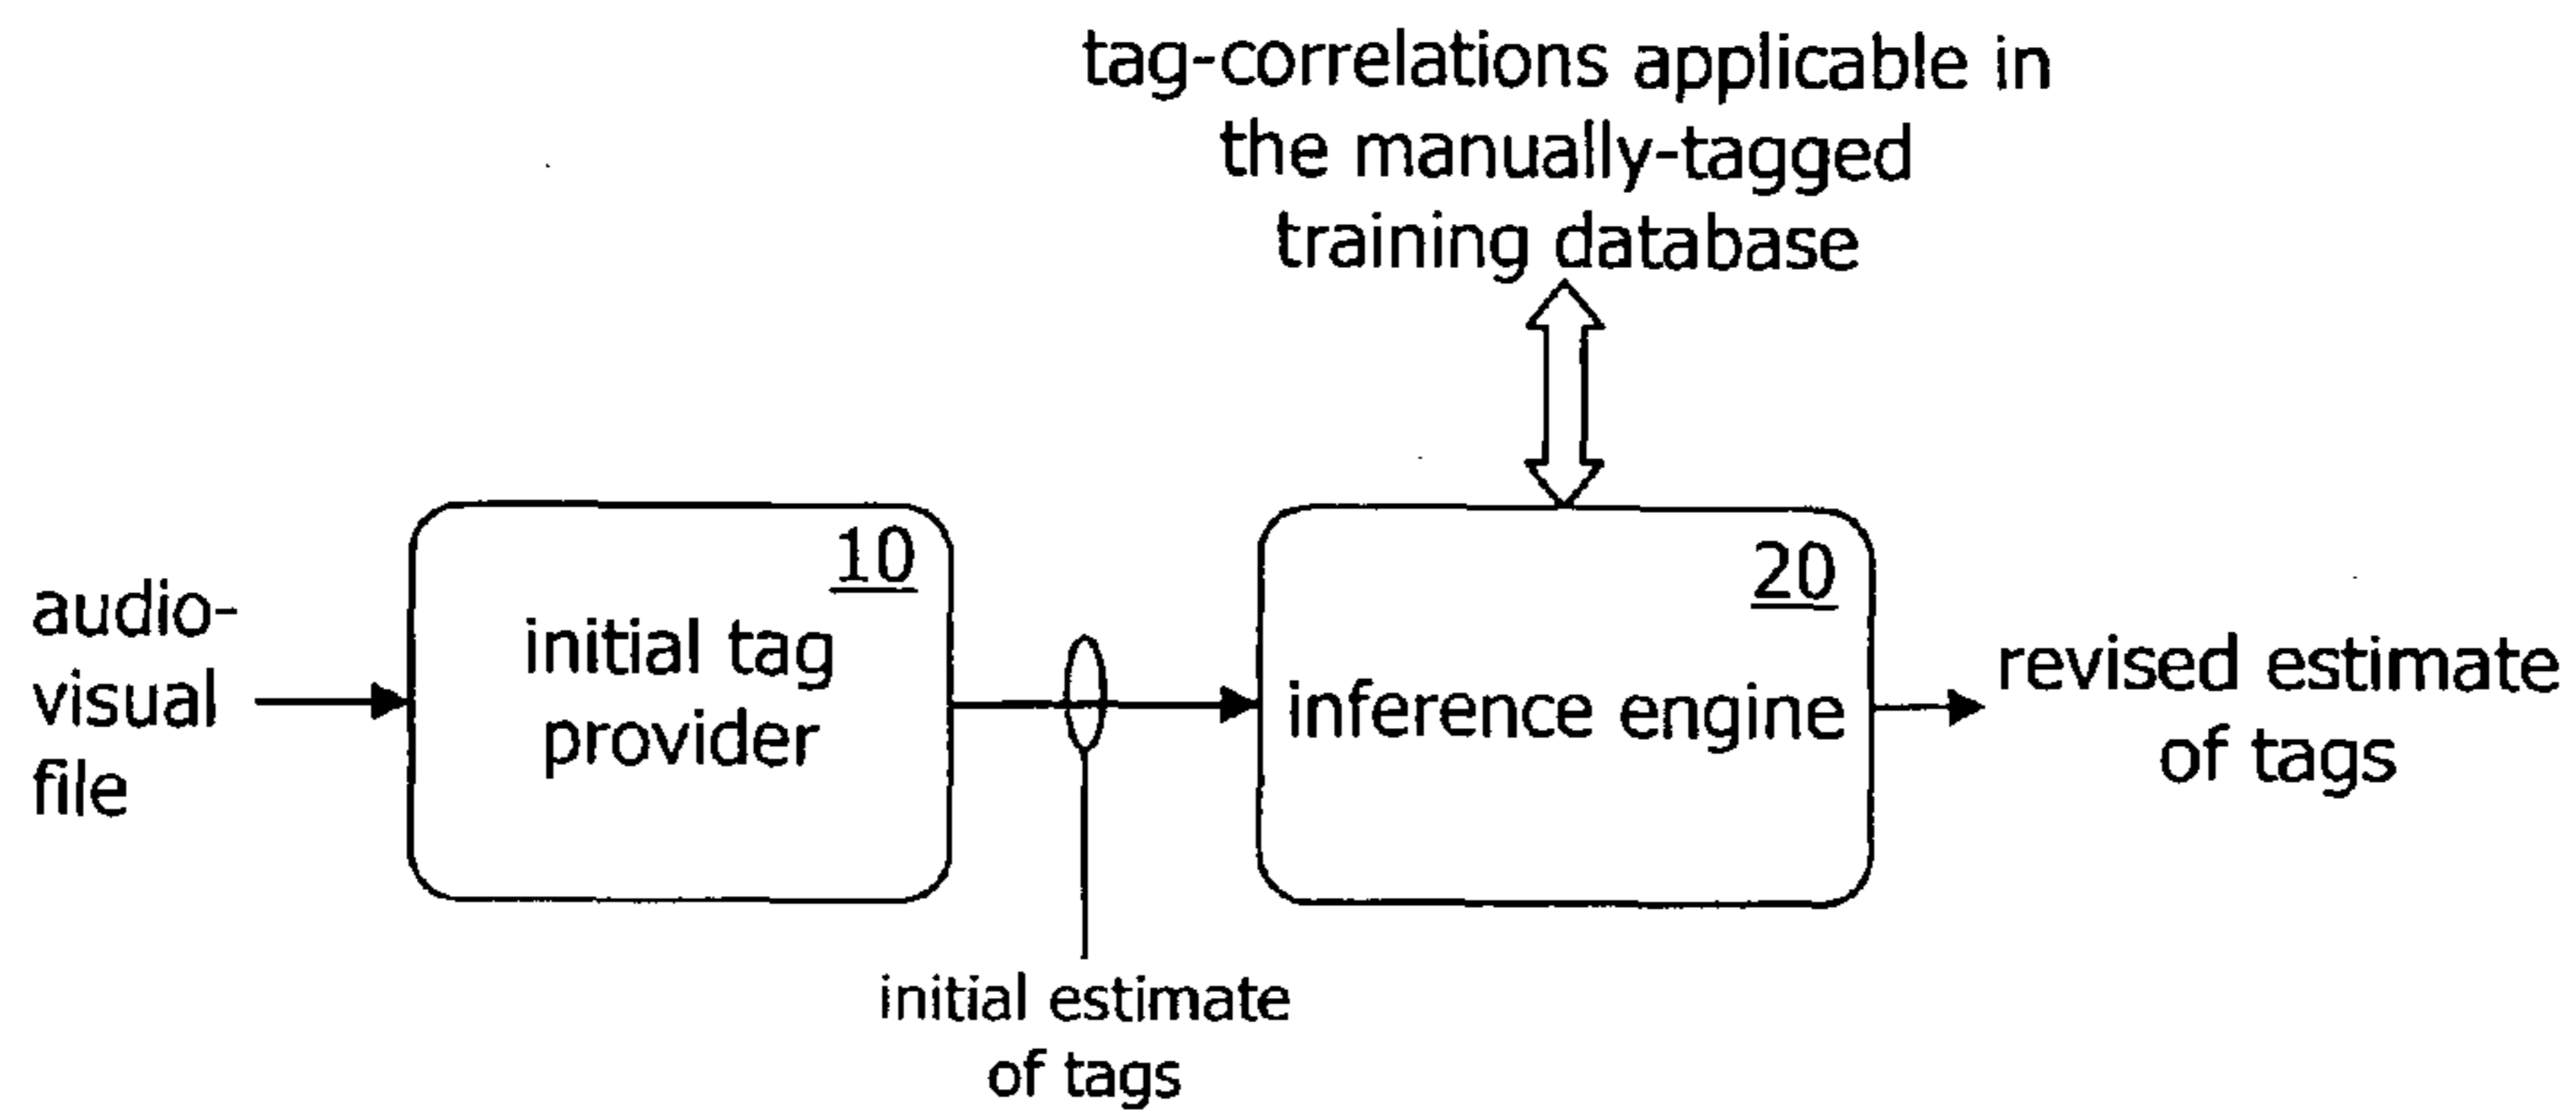 tag-correlations applicable in
the manually-tagged
training database
audio-
visual
file
10
initial tag
provider
20
inference engine
revised estimate
of tags
initial estimate
of tags